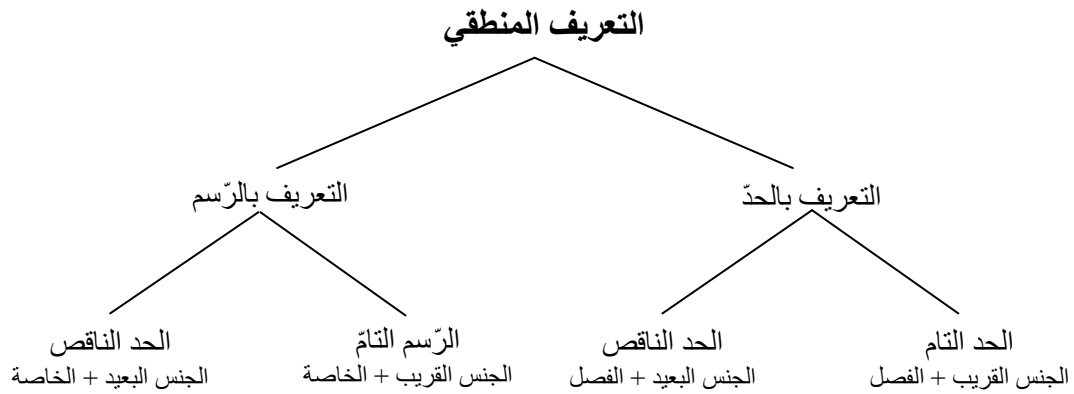 التعريف المنطقي
التعريف بالحدّ
التعريف بالرّسم
الحد التام
الجنس القريب + الفصل
الحد الناقص
الجنس البعيد + الفصل
الرّسم التامّ
الجنس القريب + الخاصة
الحد الناقص
الجنس البعيد + الخاصة